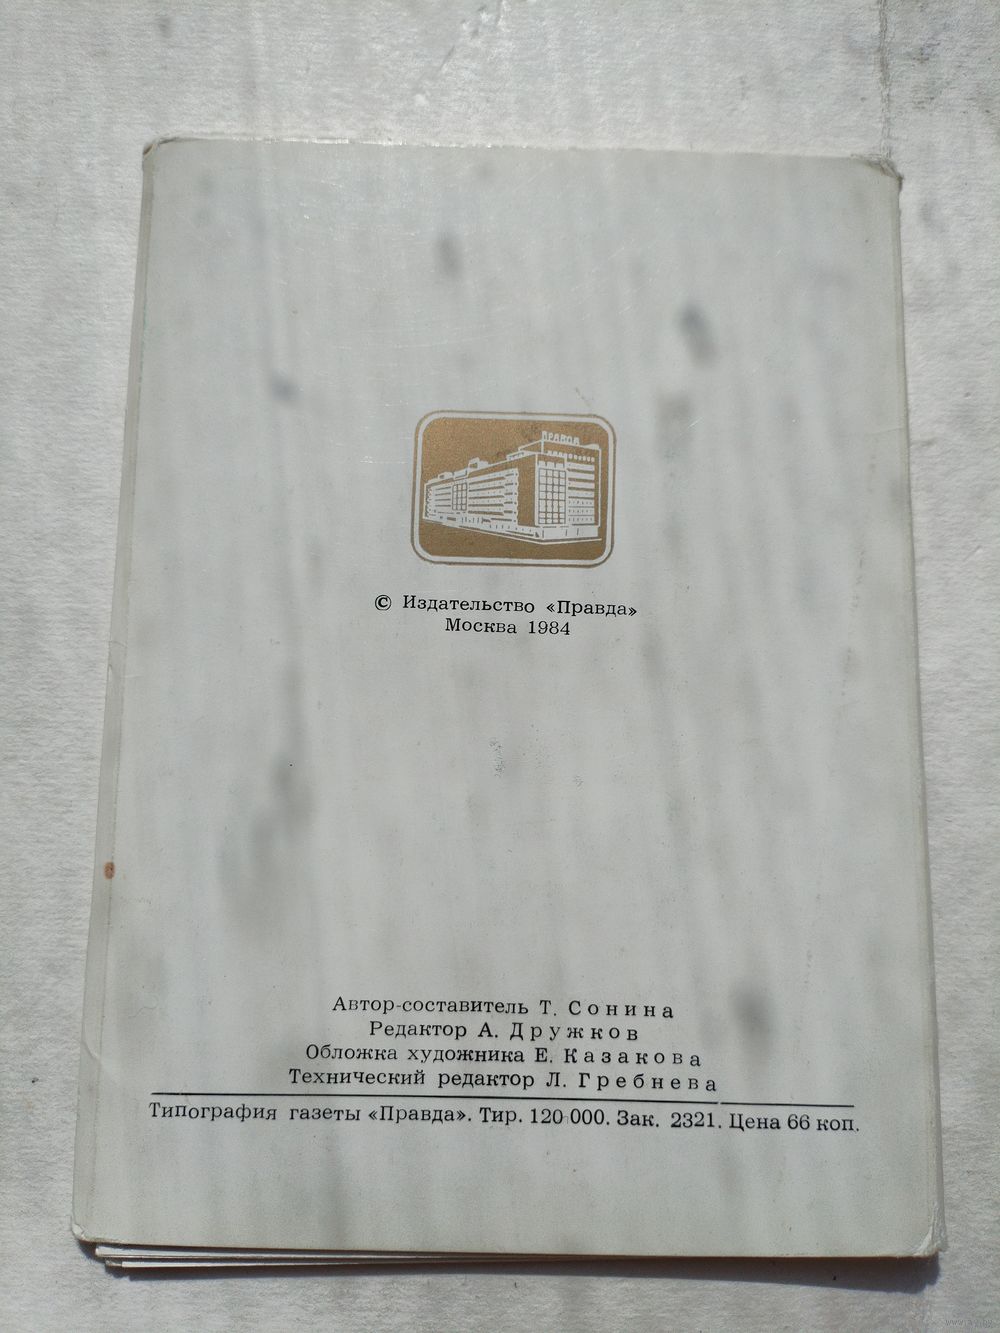 ПРАВДА
© Издательство «Правда»
Москва 1984
Автор-составитель Т. Сонина
Редактор А. Дружков
Обложка художника Е. Казакова
Технический редактор Л. Гребнева
Типография газеты «Правда». Тир. 120 000. Зак. 2321. Цена 66 коп.